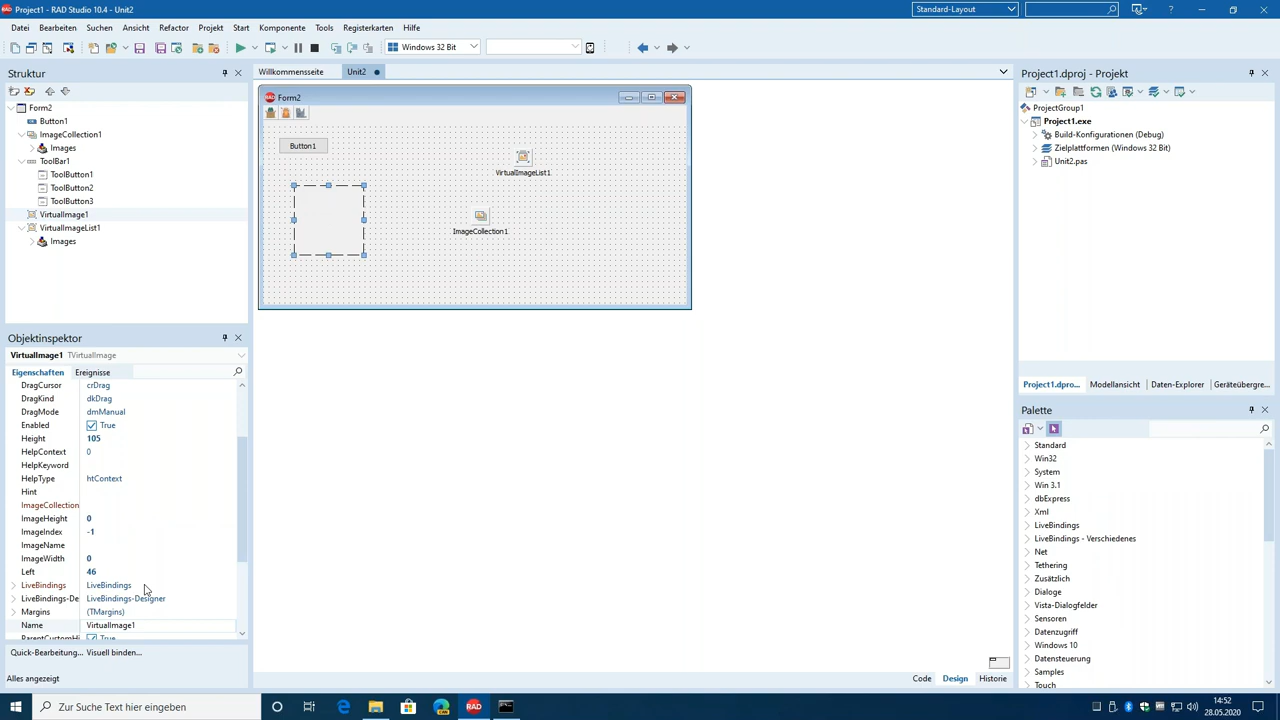 Project1 - RAD Studio 10.4 - Unit2
Standard-Layout
Datei Bearbeiten Suchen Ansicht Refactor Projekt Start Komponente Tools Registerkarten Hilfe
Windows 32 Bit
Struktur
Form2
Button1
ImageCollection1
Images
ToolBar1
ToolButton1
ToolButton2
ToolButton3
VirtualImage1
VirtualImageList1
Images
Objektinspektor
VirtualImage1 TVirtualImage
Eigenschaften Ereignisse
DragCursor crDrag
DragKind dkDrag
DragMode dmManual
Enabled True
Height 105
HelpContext 0
HelpKeyword
HelpType htContext
Hint
ImageCollection
ImageHeight 0
ImageIndex -1
ImageName
ImageWidth 0
Left 46
LiveBindings LiveBindings
LiveBindings-De LiveBindings-Designer
Margins (TMargins)
Name VirtualImage1
ParentCustomHi True
Quick-Bearbeitung... Visuell binden...
Alles angezeigt
Willkommensseite Unit2
RAD Form2
Button1
VirtualImageList1
ImageCollection1
Code Design Historie
Project1.dproj - Projekt
ProjectGroup1
Project1.exe
Build-Konfigurationen (Debug)
Zielplattformen (Windows 32 Bit)
Unit2.pas
Project1.dpro... Modellansicht Daten-Explorer Geräteübergre...
Palette
Standard
Win32
System
Win 3.1
dbExpress
Xml
LiveBindings
LiveBindings - Verschiedenes
Net
Tethering
Zusätzlich
Dialoge
Vista-Dialogfelder
Sensoren
Datenzugriff
Windows 10
Datensteuerung
Samples
Touch
Zur Suche Text hier eingeben
RAD
14:52
28.05.2020